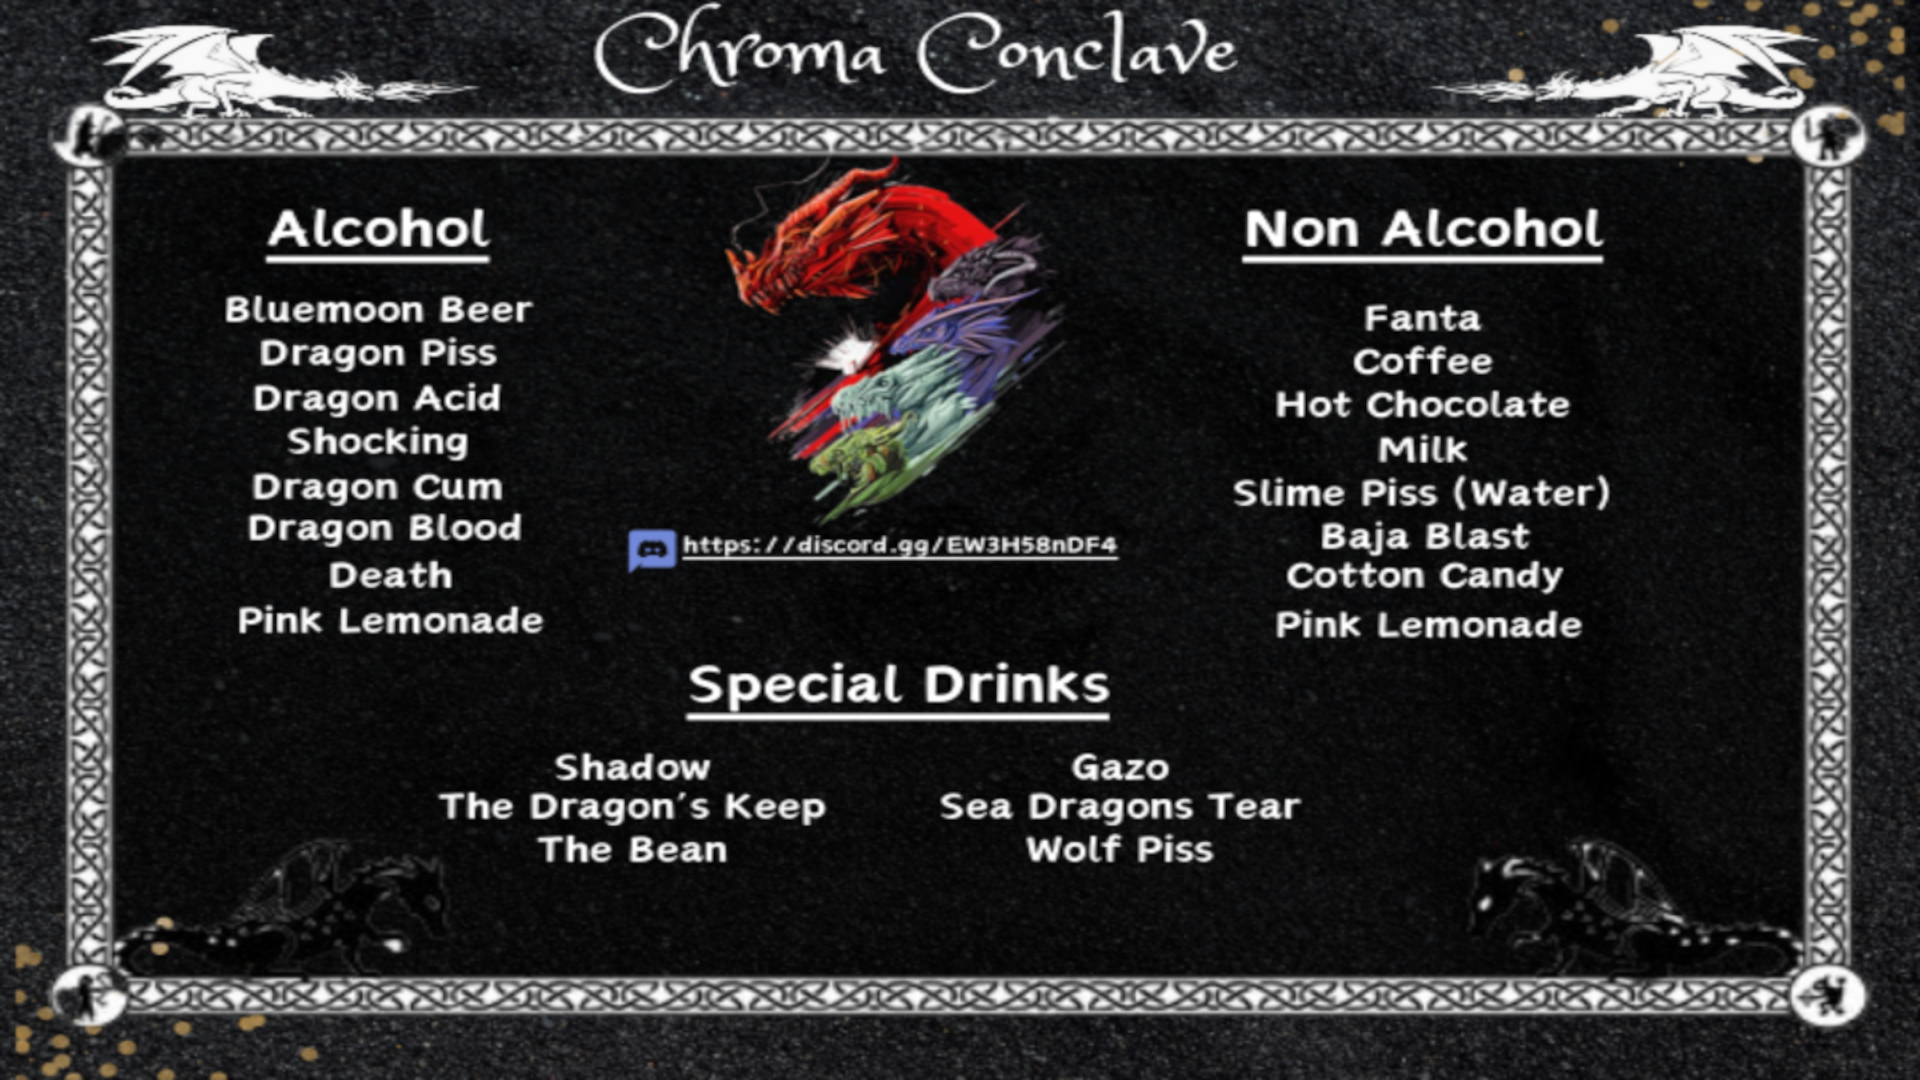 Chroma Conclave
Alcohol
Bluemoon Beer
Dragon Piss
Dragon Acid
Shocking
Dragon Cum
Dragon Blood
Death
Pink Lemonade
https://discord.gg/EW3H58nDF4
Non Alcohol
Fanta
Coffee
Hot Chocolate
Milk
Slime Piss (Water)
Baja Blast
Cotton Candy
Pink Lemonade
Special Drinks
Shadow
The Dragon's Keep
The Bean
Gazo
Sea Dragons Tear
Wolf Piss